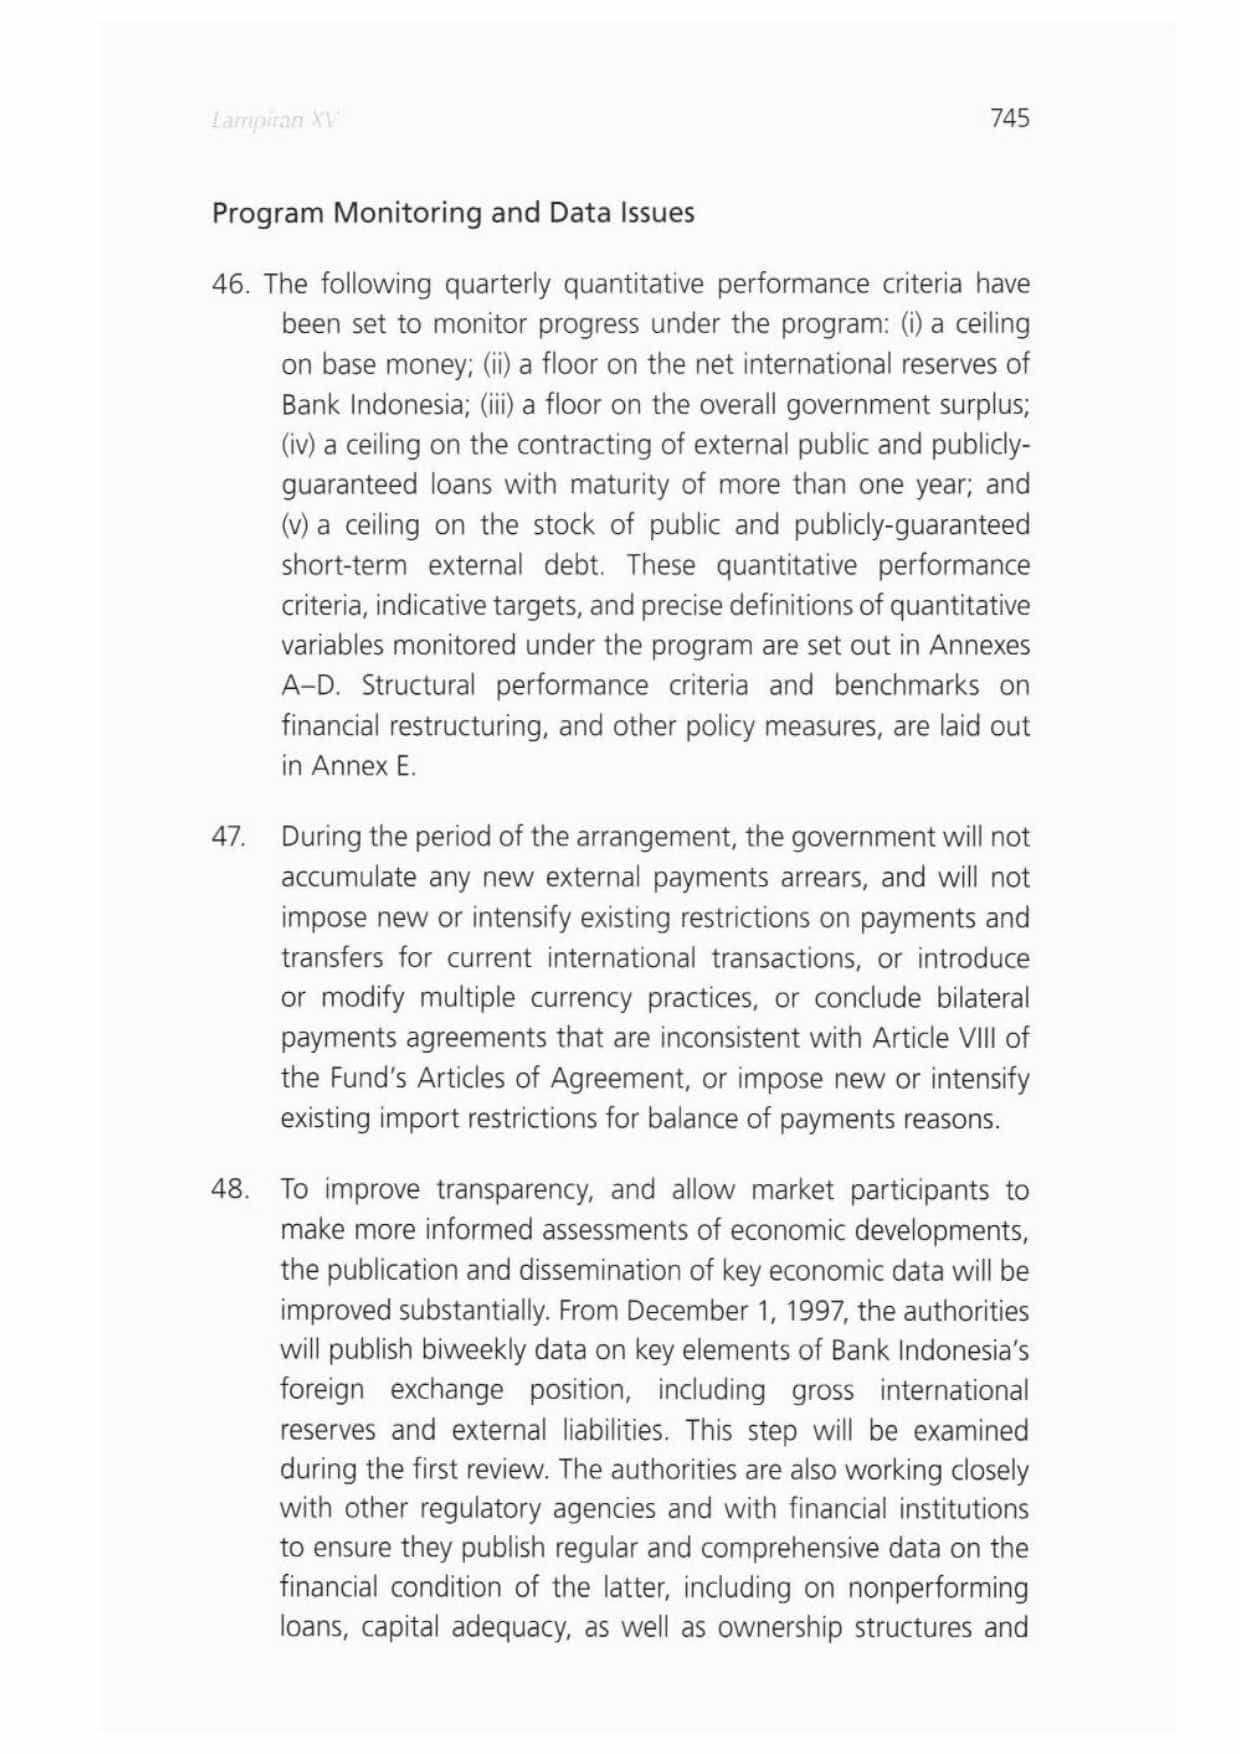 Lampiran XV
745
Program Monitoring and Data Issues
46. The following quarterly quantitative performance criteria have
been set to monitor progress under the program: (i) a ceiling
on base money; (ii) a floor on the net international reserves of
Bank Indonesia; (iii) a floor on the overall government surplus;
(iv) a ceiling on the contracting of external public and publicly-
guaranteed loans with maturity of more than one year; and
(v) a ceiling on the stock of public and publicly-guaranteed
short-term external debt. These quantitative performance
criteria, indicative targets, and precise definitions of quantitative
variables monitored under the program are set out in Annexes
A–D. Structural performance criteria and benchmarks on
financial restructuring, and other policy measures, are laid out
in Annex E.
47. During the period of the arrangement, the government will not
accumulate any new external payments arrears, and will not
impose new or intensify existing restrictions on payments and
transfers for current international transactions, or introduce
or modify multiple currency practices, or conclude bilateral
payments agreements that are inconsistent with Article VIII of
the Fund's Articles of Agreement, or impose new or intensify
existing import restrictions for balance of payments reasons.
48. To improve transparency, and allow market participants to
make more informed assessments of economic developments,
the publication and dissemination of key economic data will be
improved substantially. From December 1, 1997, the authorities
will publish biweekly data on key elements of Bank Indonesia's
foreign exchange position, including gross international
reserves and external liabilities. This step will be examined
during the first review. The authorities are also working closely
with other regulatory agencies and with financial institutions
to ensure they publish regular and comprehensive data on the
financial condition of the latter, including on nonperforming
loans, capital adequacy, as well as ownership structures and